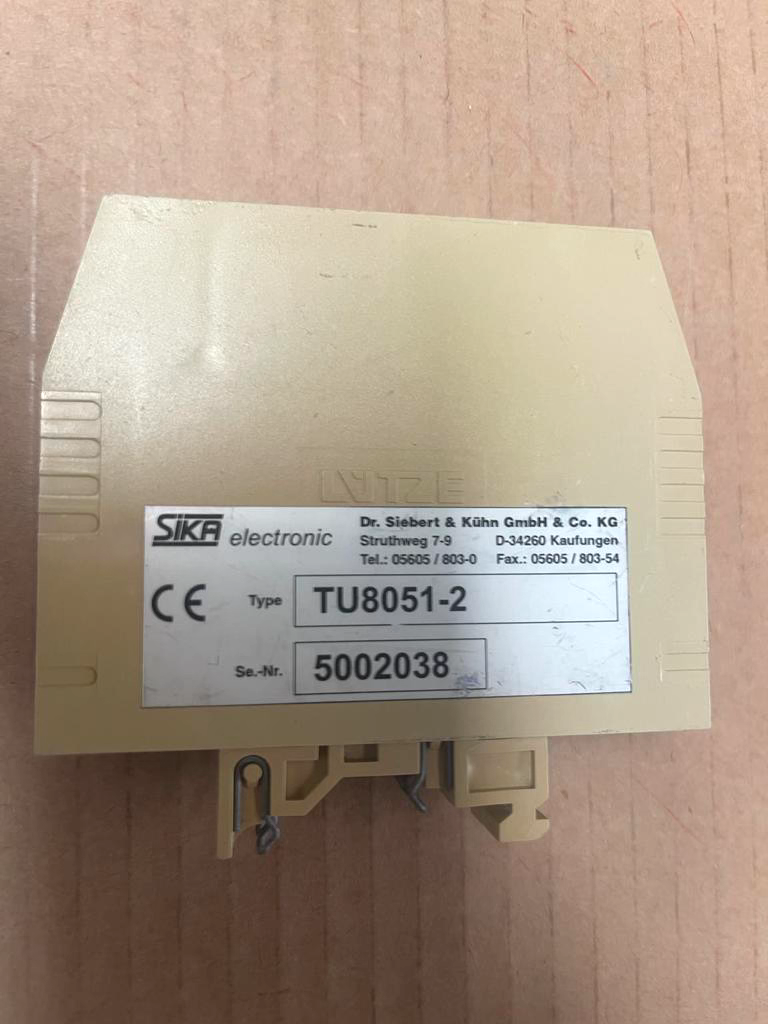 LÜTZE
SIKA electronic
Dr. Siebert & Kühn GmbH & Co. KG
Struthweg 7-9 D-34260 Kaufungen
Tel.: 05605 / 803-0 Fax.: 05605 / 803-54
CE Type TU8051-2
Se.-Nr. 5002038